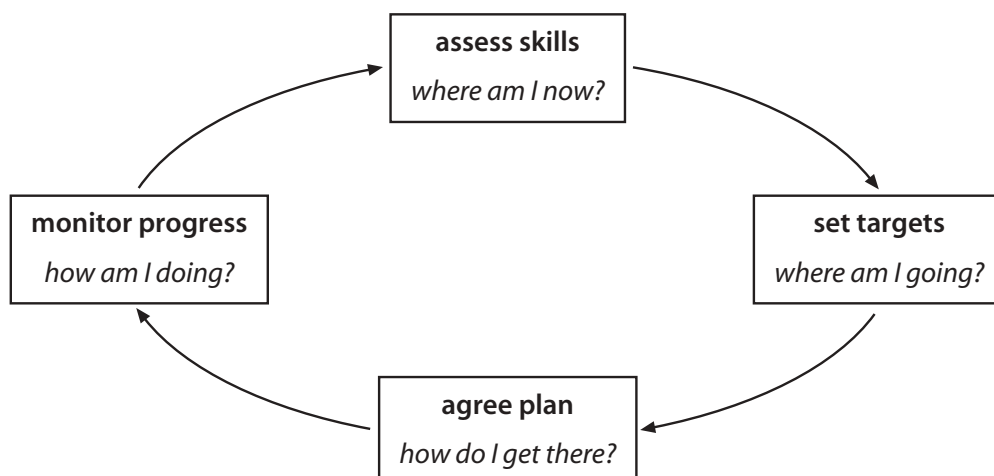 assess skills
where am I now?
monitor progress
how am I doing?
set targets
where am I going?
agree plan
how do I get there?